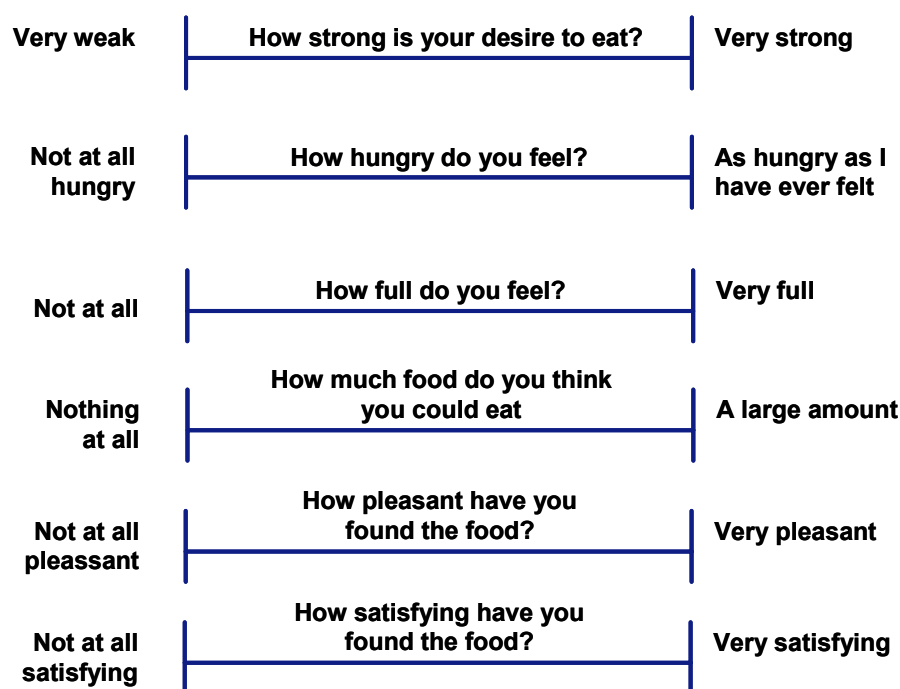 Very weak How strong is your desire to eat? Very strong
Not at all
hungry
How hungry do you feel?
As hungry as I
have ever felt
Not at all
How full do you feel?
Very full
Nothing
at all
How much food do you think
you could eat
A large amount
Not at all
pleassant
How pleasant have you
found the food?
Very pleasant
Not at all
satisfying
How satisfying have you
found the food?
Very satisfying